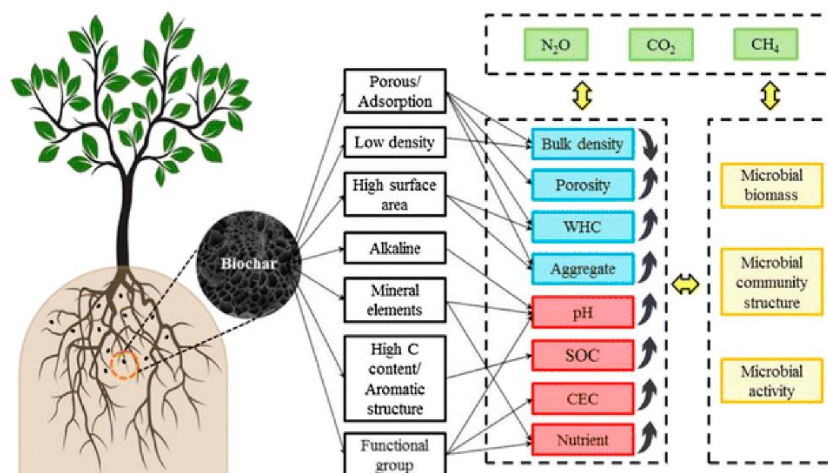 N₂O
CO₂
CH₄
Porous/
Adsorption
Low density
High surface
area
Alkaline
Mineral
elements
High C
content/
Aromatic
structure
Functional
group
Biochar
Bulk density
Porosity
WHC
Aggregate
pH
SOC
CEC
Nutrient
Microbial
biomass
Microbial
community
structure
Microbial
activity